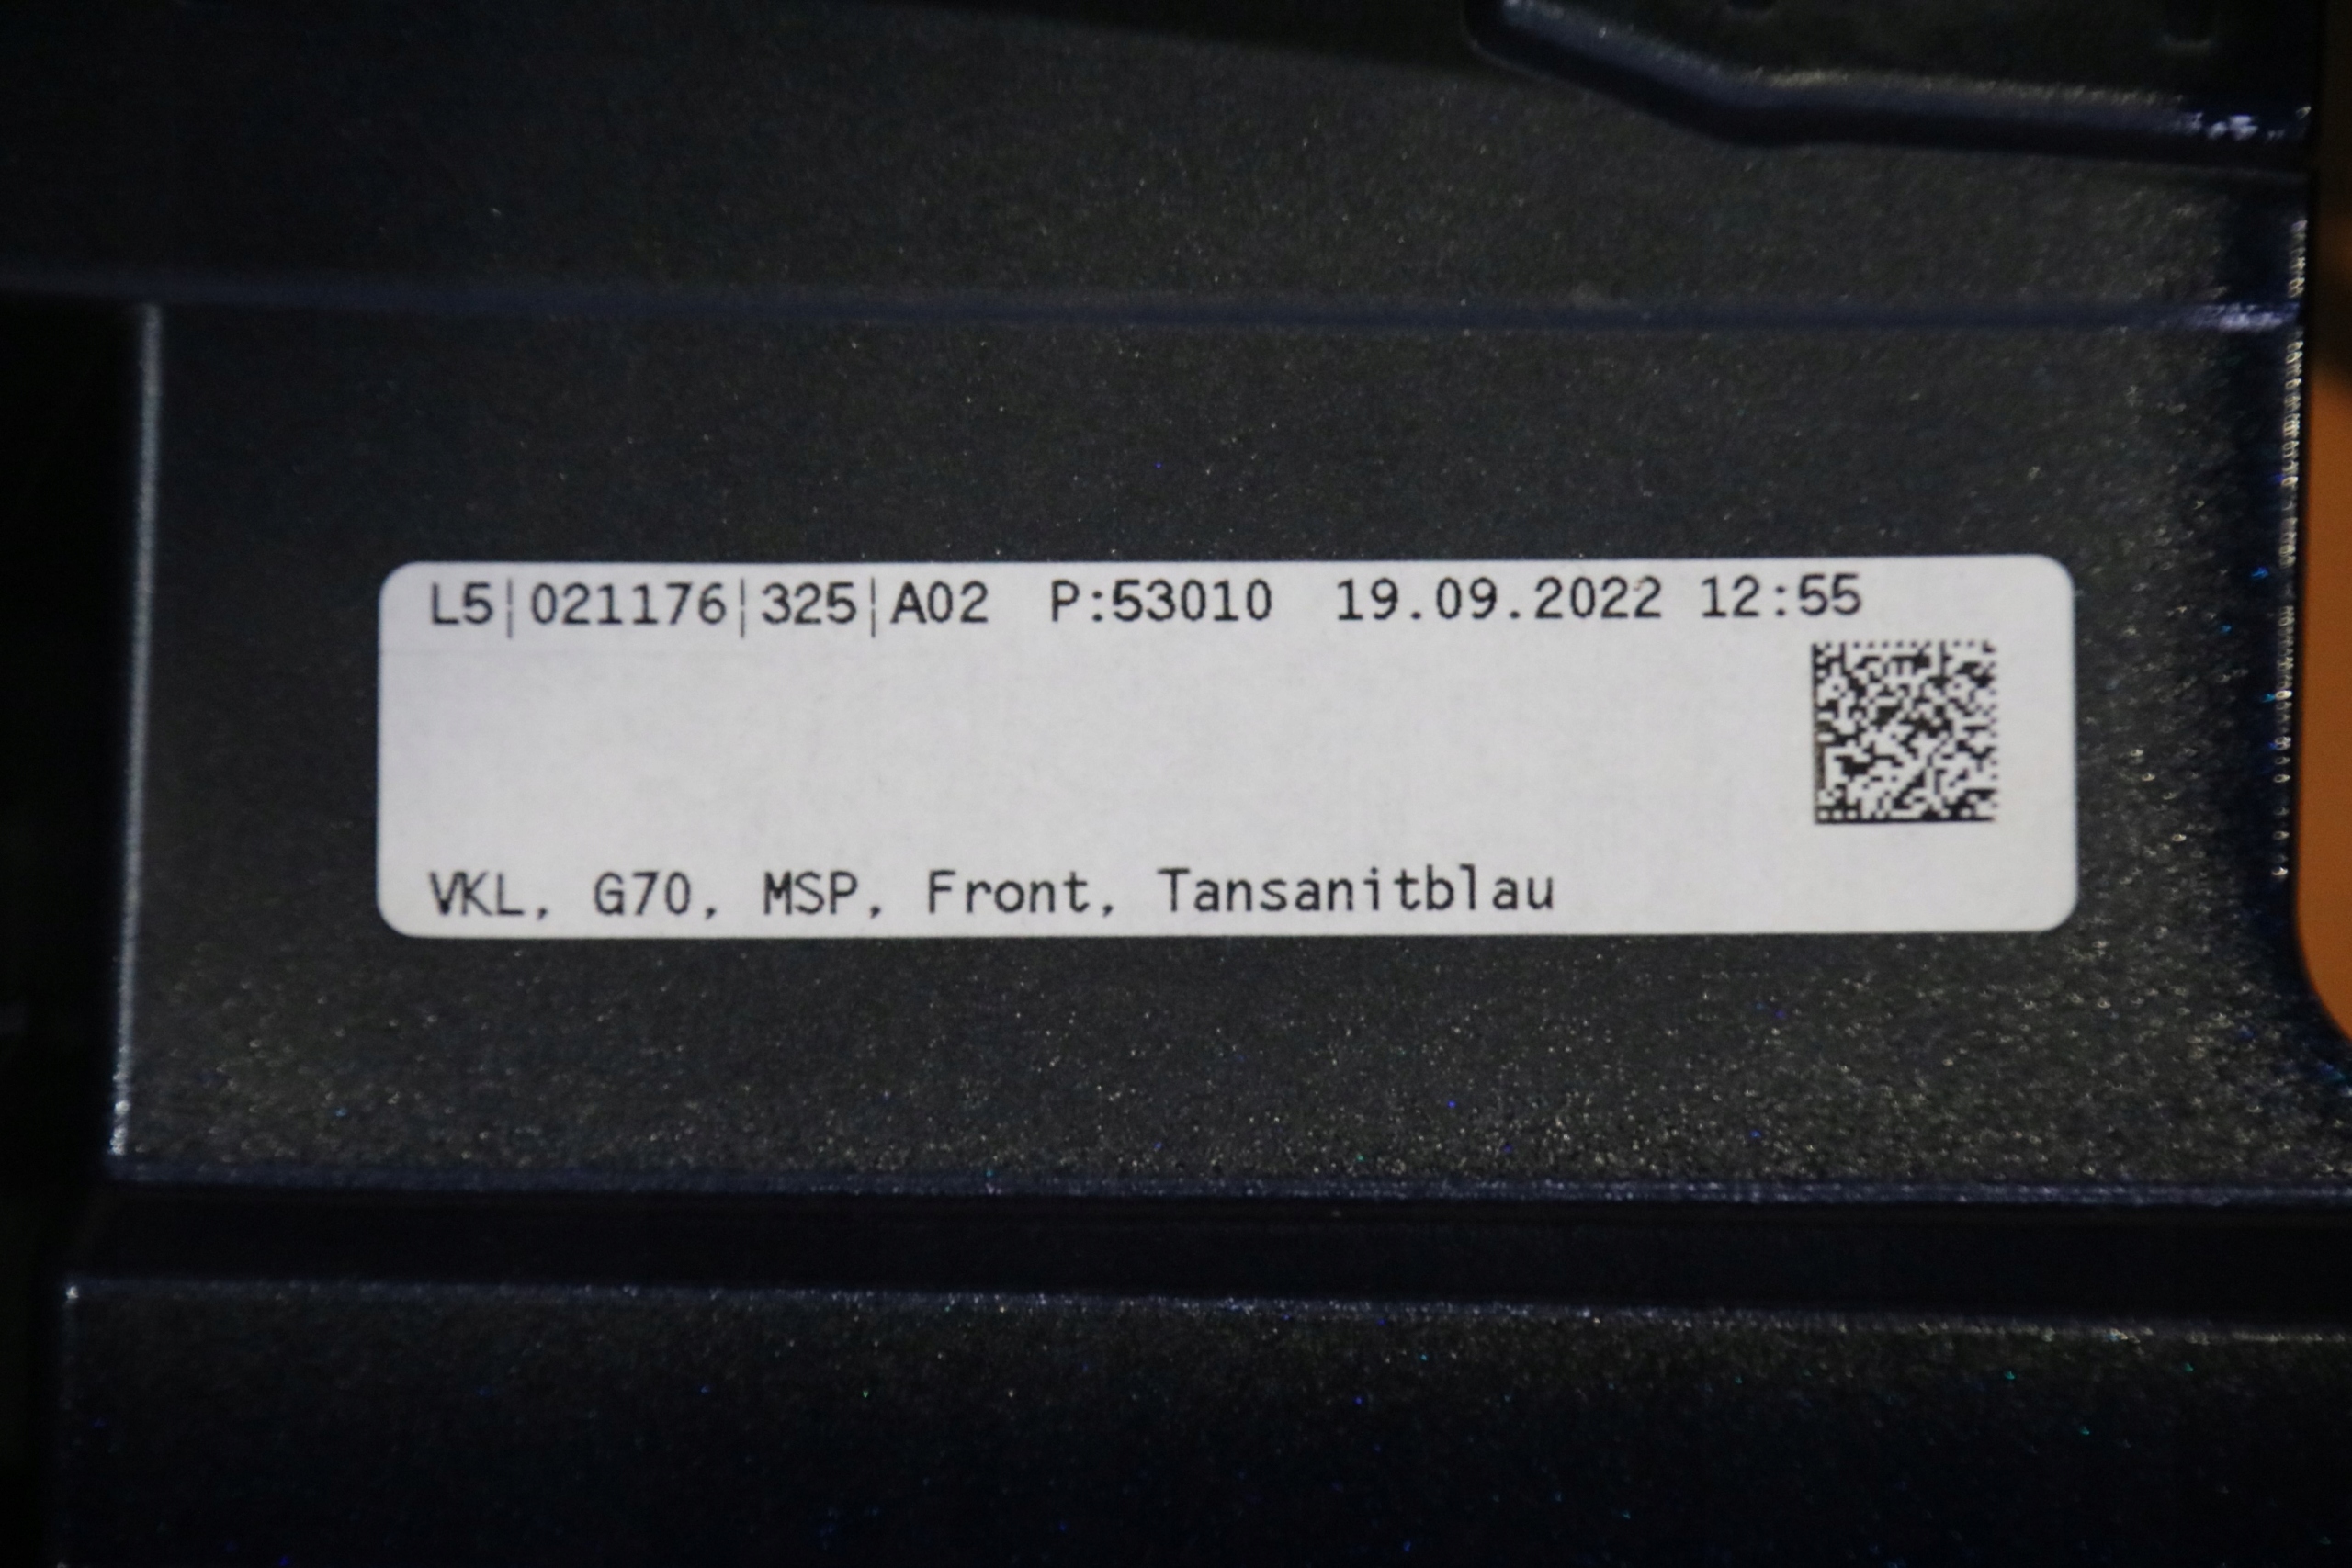 L5|021176|325|A02 P:53010 19.09.2022 12:55
VKL, G70, MSP, Front, Tansanitblau